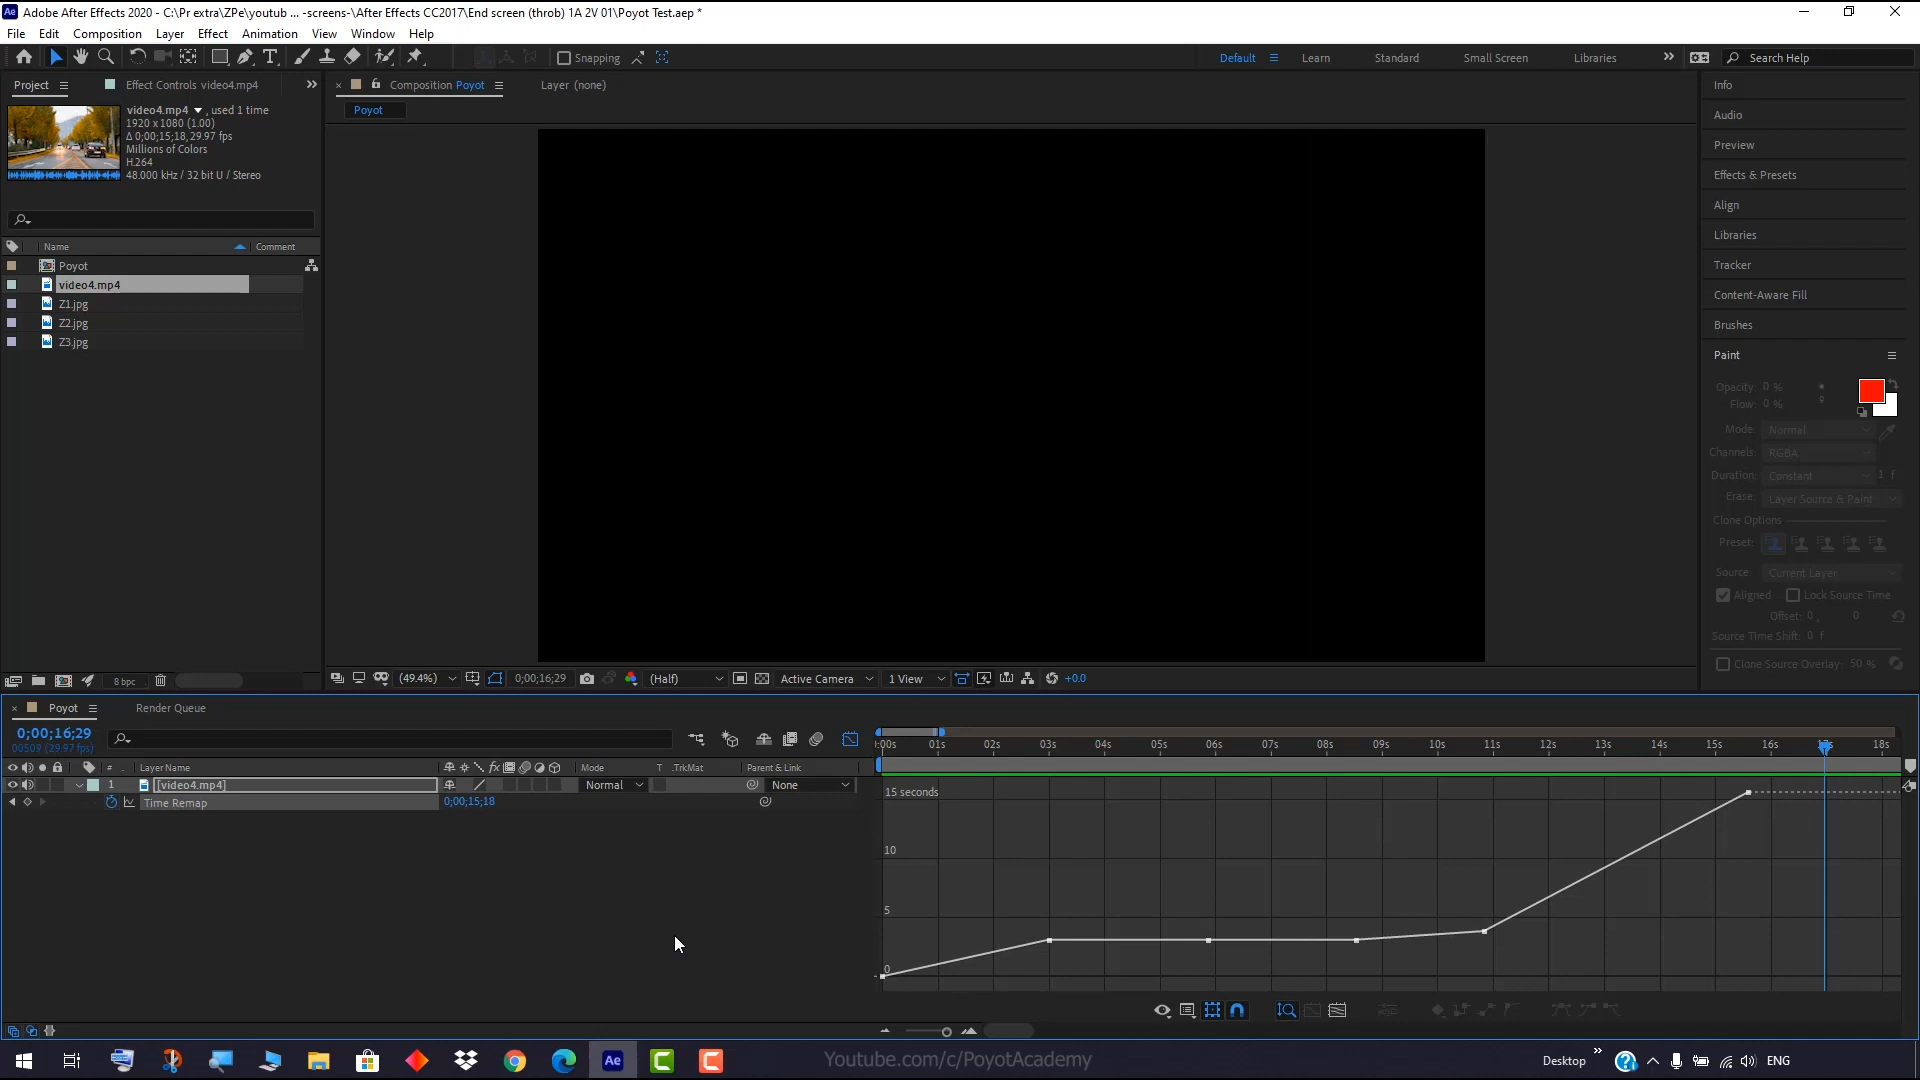 Adobe After Effects 2020 - C:\Pr extra\ZPe\youtub ... -screens-\After Effects CC2017\End screen (throb) 1A 2V 01\Poyot Test.aep *
File Edit Composition Layer Effect Animation View Window Help
Snapping Default Learn Standard Small Screen Libraries Search Help
Project Effect Controls video4.mp4 Composition Poyot Layer (none)
Poyot
video4.mp4 , used 1 time
1920 x 1080 (1.00)
Δ 0;00;15;18, 29.97 fps
Millions of Colors
H.264
48.000 kHz / 32 bit U / Stereo
Name Comment
Poyot
video4.mp4
Z1.jpg
Z2.jpg
Z3.jpg
8 bpc
(49.4%) 0;00;16;29 (Half) Active Camera 1 View +0.0
Info
Audio
Preview
Effects & Presets
Align
Libraries
Tracker
Content-Aware Fill
Brushes
Paint
Opacity: 0 %
Flow: 0 %
Mode: Normal
Channels: RGBA
Duration: Constant 1 f
Erase: Layer Source & Paint
Clone Options
Preset:
Source: Current Layer
Aligned Lock Source Time
Offset: 0 , 0
Source Time Shift: 0 f
Clone Source Overlay: 50 %
Poyot Render Queue
0;00;16;29
00509 (29.97 fps)
:00s 01s 02s 03s 04s 05s 06s 07s 08s 09s 10s 11s 12s 13s 14s 15s 16s 17s 18s
# Layer Name fx Mode T .TrkMat Parent & Link
1 [video4.mp4] Normal None
Time Remap 0;00;15;18
15 seconds
10
5
0
Youtube.com/c/PoyotAcademy
Ae
Desktop ENG